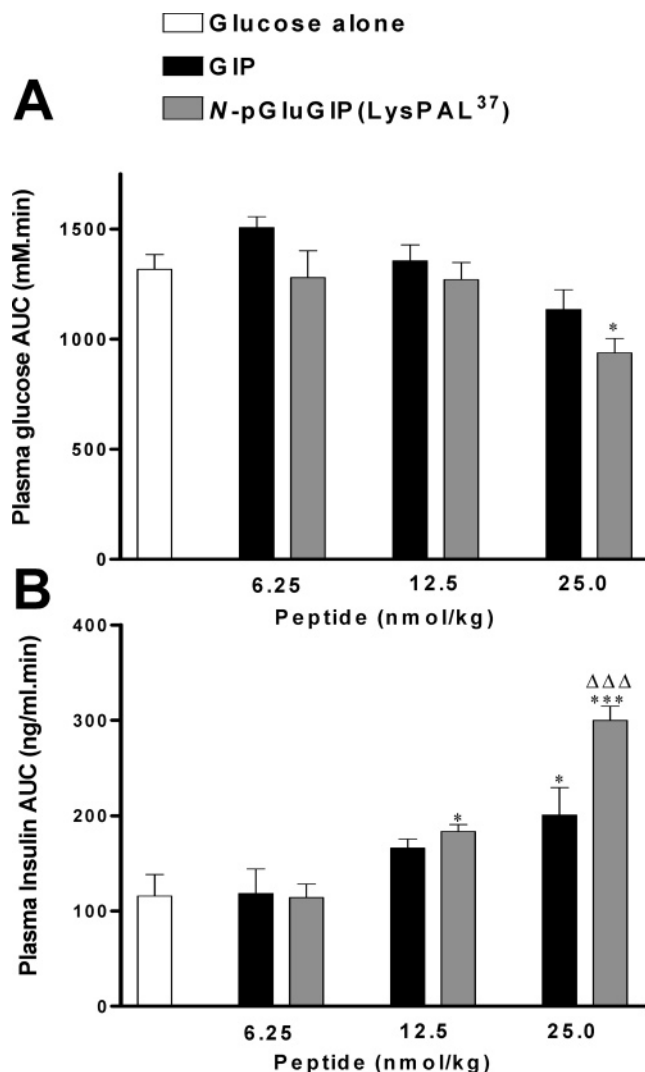 Glucose alone
GIP
N-pGluGIP(LysPAL³⁷)
A
Plasma glucose AUC (mM.min)
1500
1000
500
0
*
6.25 12.5 25.0
Peptide (nmol/kg)
B
Plasma Insulin AUC (ng/ml.min)
400
300
200
100
0
ΔΔΔ
***
*
*
6.25 12.5 25.0
Peptide (nmol/kg)